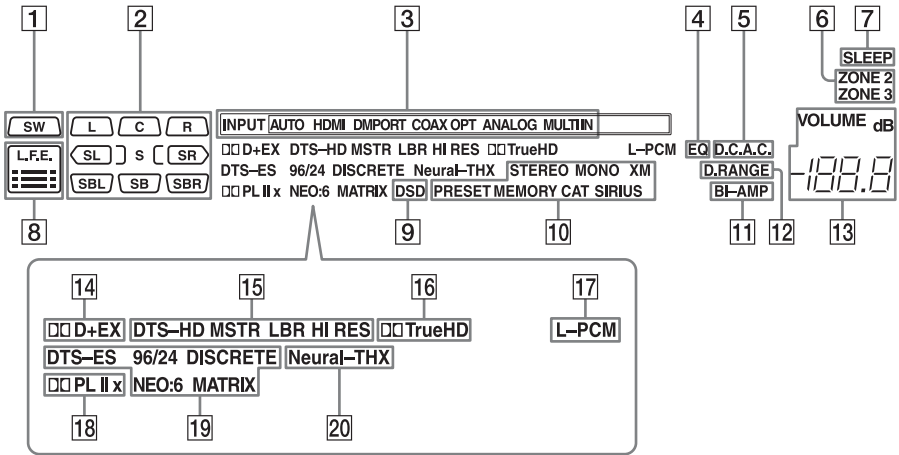 1 2 3 4 5 6 7
SLEEP
ZONE 2
ZONE 3
SW L C R INPUT AUTO HDMI DMPORT COAX OPT ANALOG MULTI IN VOLUME dB
L.F.E. SL S SR DD D+EX DTS–HD MSTR LBR HI RES DD TrueHD L–PCM EQ D.C.A.C.
DTS–ES 96/24 DISCRETE Neural–THX STEREO MONO XM D.RANGE -188.8
SBL SB SBR DD PL II x NEO:6 MATRIX DSD PRESET MEMORY CAT SIRIUS BI–AMP
8 9 10 11 12 13
14 15 16 17
DD D+EX DTS–HD MSTR LBR HI RES DD TrueHD L–PCM
DTS–ES 96/24 DISCRETE Neural–THX
DD PL II x NEO:6 MATRIX
18 19 20